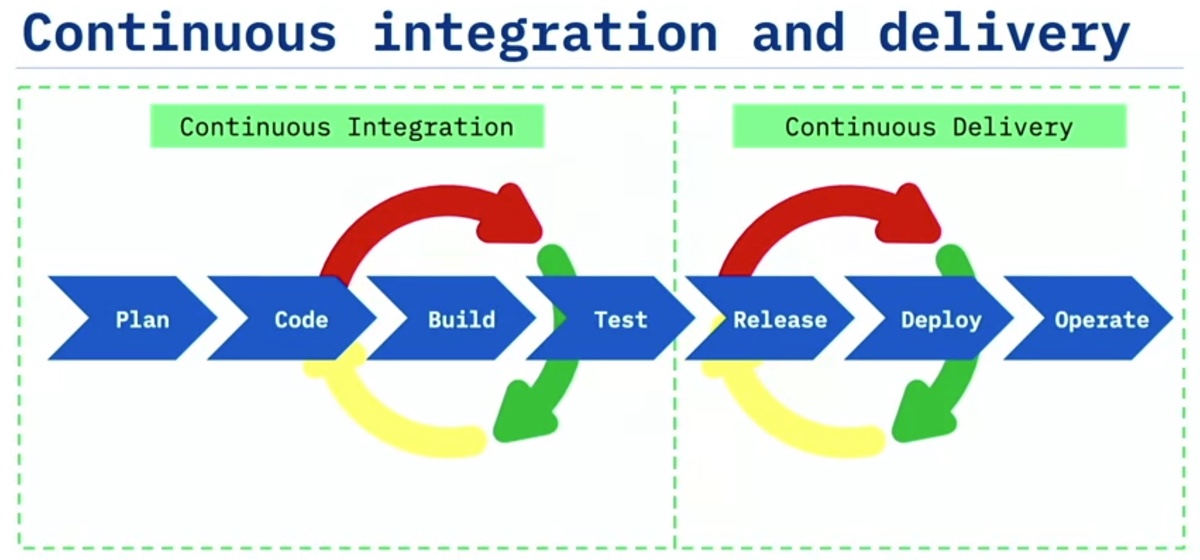 Continuous integration and delivery
Continuous Integration
Continuous Delivery
Plan
Code
Build
Test
Release
Deploy
Operate